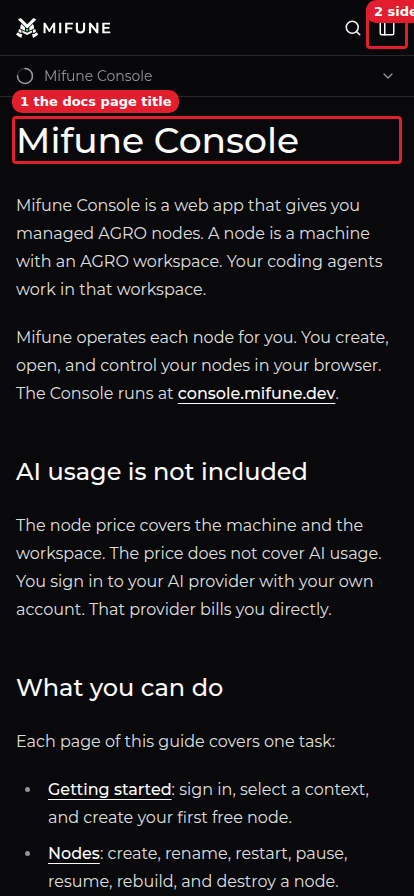 MIFUNE
2 side
Mifune Console
1 the docs page title
Mifune Console
Mifune Console is a web app that gives you
managed AGRO nodes. A node is a machine
with an AGRO workspace. Your coding agents
work in that workspace.
Mifune operates each node for you. You create,
open, and control your nodes in your browser.
The Console runs at console.mifune.dev.
AI usage is not included
The node price covers the machine and the
workspace. The price does not cover AI usage.
You sign in to your AI provider with your own
account. That provider bills you directly.
What you can do
Each page of this guide covers one task:
Getting started: sign in, select a context,
and create your first free node.
Nodes: create, rename, restart, pause,
resume, rebuild, and destroy a node.